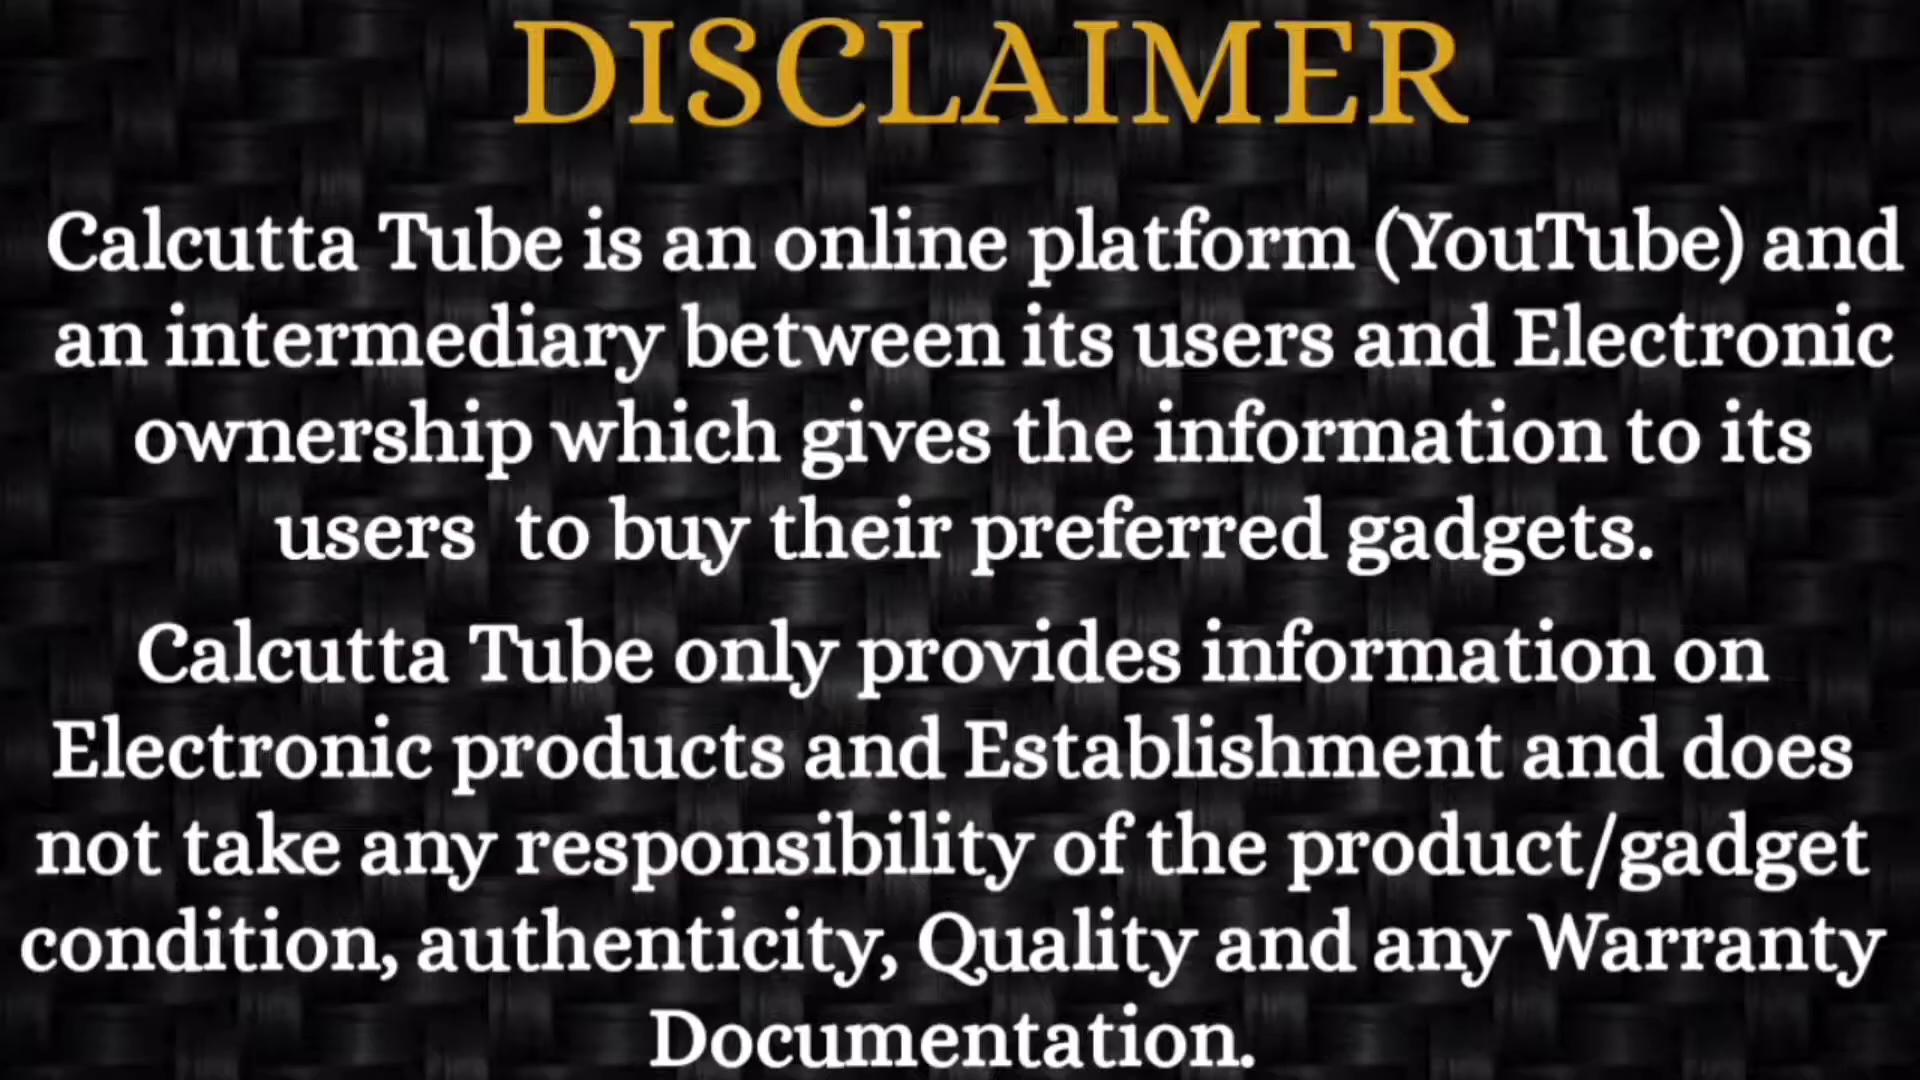 DISCLAIMER
Calcutta Tube is an online platform (YouTube) and
an intermediary between its users and Electronic
ownership which gives the information to its
users to buy their preferred gadgets.
Calcutta Tube only provides information on
Electronic products and Establishment and does
not take any responsibility of the product/gadget
condition, authenticity, Quality and any Warranty
Documentation.